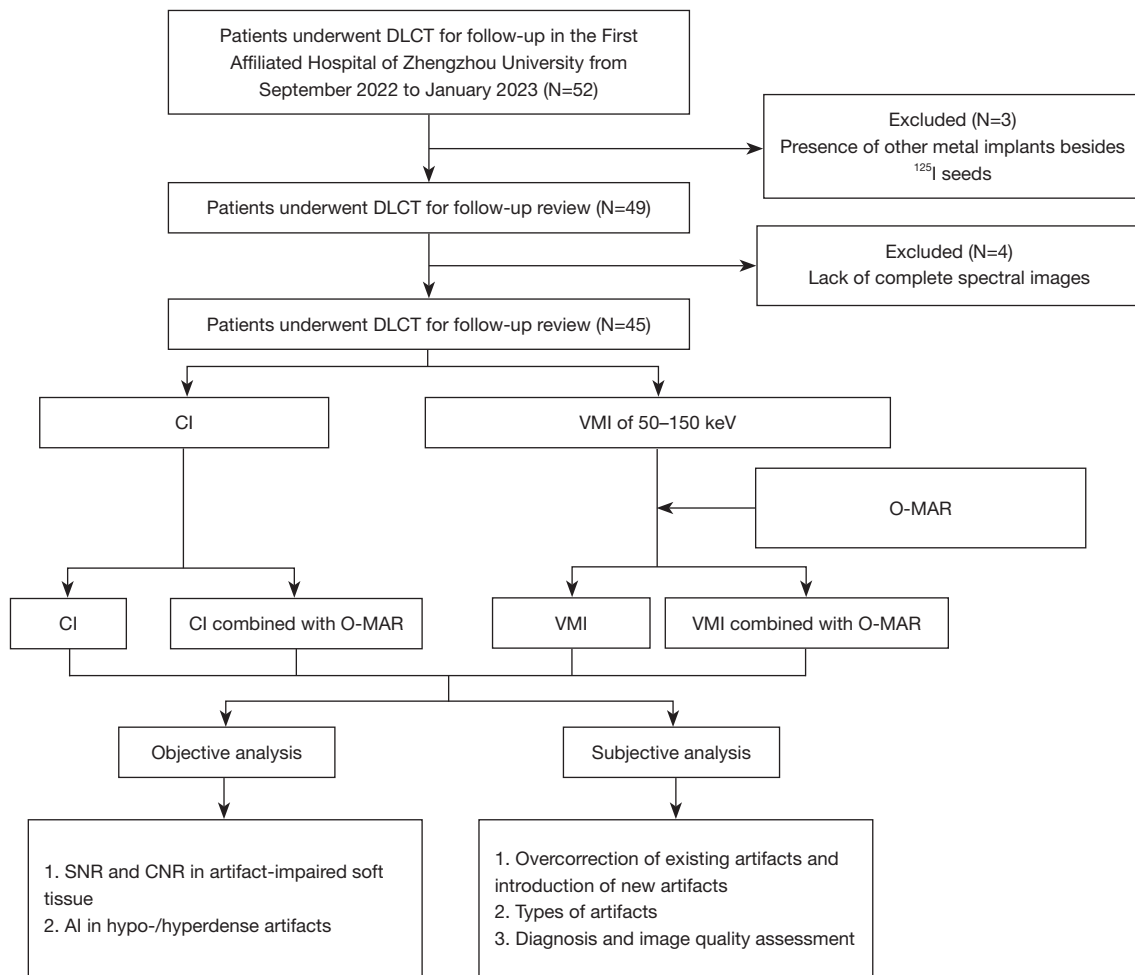 Patients underwent DLCT for follow-up in the First
Affiliated Hospital of Zhengzhou University from
September 2022 to January 2023 (N=52)
Excluded (N=3)
Presence of other metal implants besides
¹²⁵I seeds
Patients underwent DLCT for follow-up review (N=49)
Excluded (N=4)
Lack of complete spectral images
Patients underwent DLCT for follow-up review (N=45)
CI
VMI of 50–150 keV
O-MAR
CI
CI combined with O-MAR
VMI
VMI combined with O-MAR
Objective analysis
Subjective analysis
1. SNR and CNR in artifact-impaired soft
tissue
2. AI in hypo-/hyperdense artifacts
1. Overcorrection of existing artifacts and
introduction of new artifacts
2. Types of artifacts
3. Diagnosis and image quality assessment